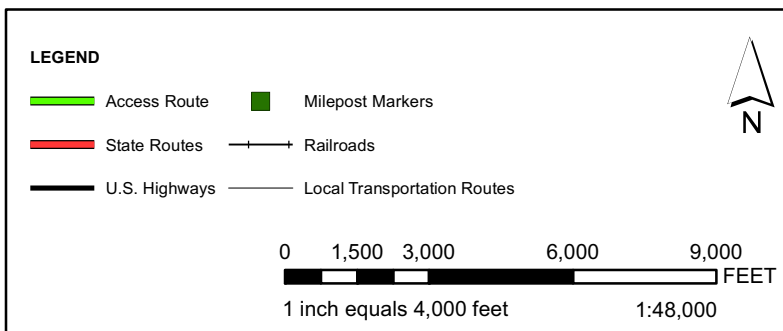 LEGEND
Access Route
Milepost Markers
State Routes
Railroads
U.S. Highways
Local Transportation Routes
N
0 1,500 3,000 6,000 9,000
FEET
1 inch equals 4,000 feet 1:48,000